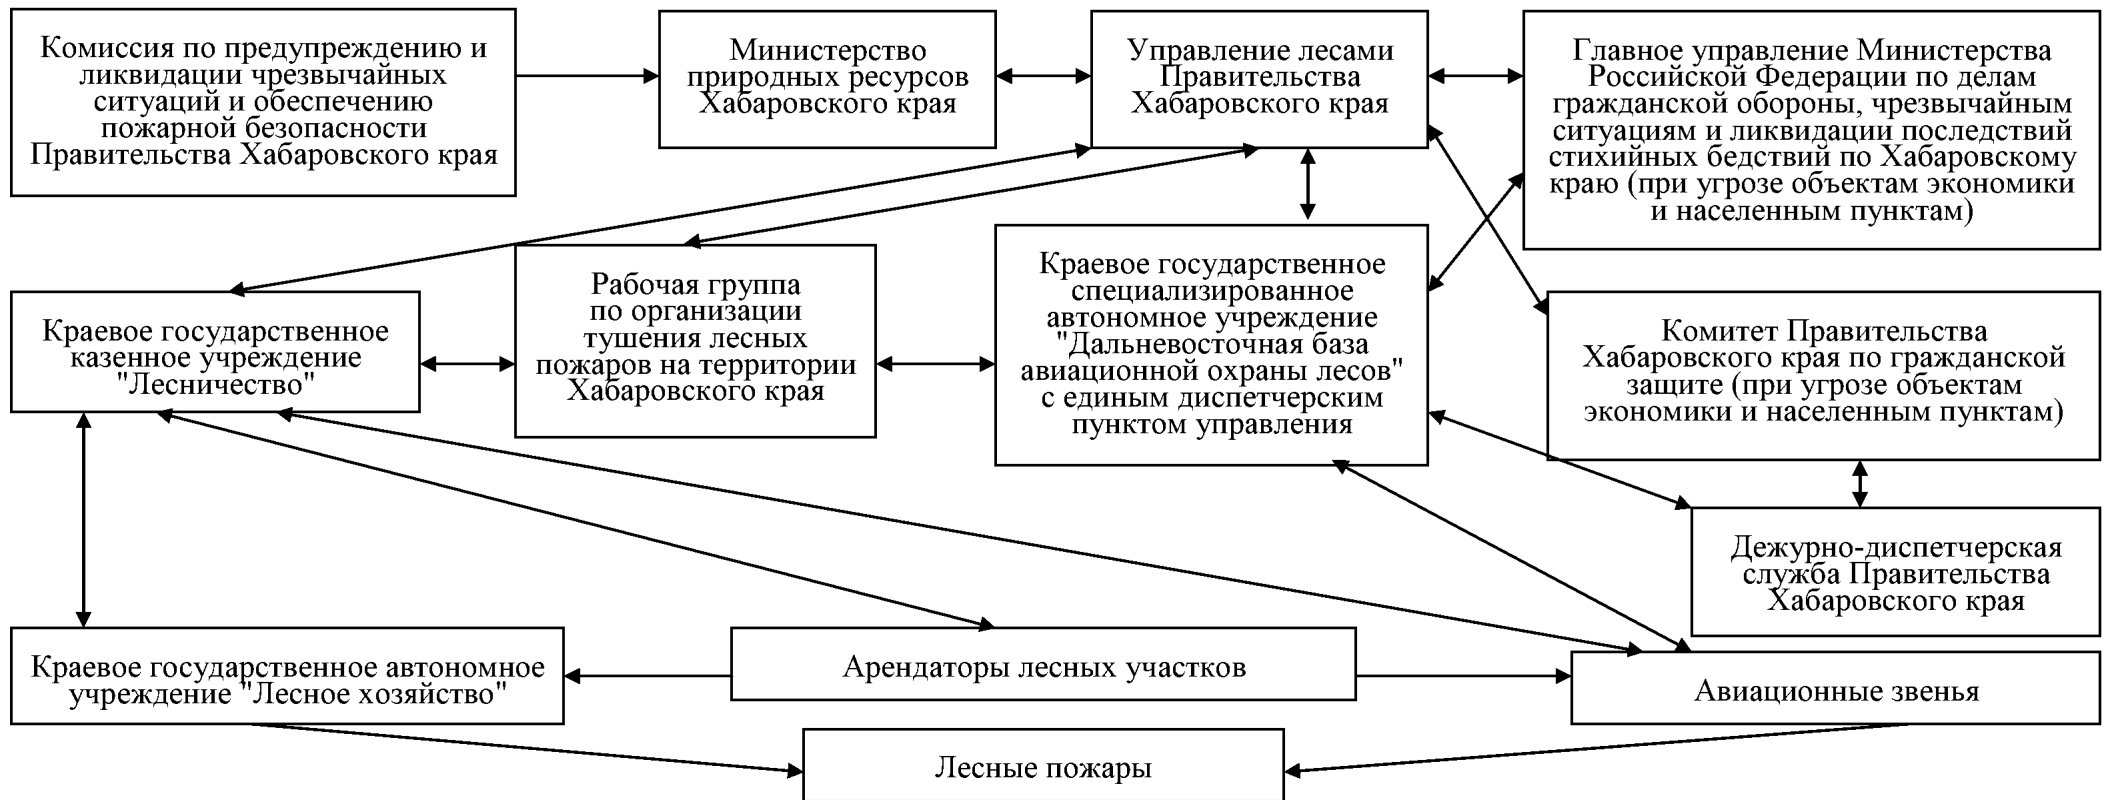 Комиссия по предупреждению и
ликвидации чрезвычайных
ситуаций и обеспечению
пожарной безопасности
Правительства Хабаровского края
Министерство
природных ресурсов
Хабаровского края
Управление лесами
Правительства
Хабаровского края
Главное управление Министерства
Российской Федерации по делам
гражданской обороны, чрезвычайным
ситуациям и ликвидации последствий
стихийных бедствий по Хабаровскому
краю (при угрозе объектам экономики
и населенным пунктам)
Краевое государственное
казенное учреждение
"Лесничество"
Рабочая группа
по организации
тушения лесных
пожаров на территории
Хабаровского края
Краевое государственное
специализированное
автономное учреждение
"Дальневосточная база
авиационной охраны лесов"
с единым диспетчерским
пунктом управления
Комитет Правительства
Хабаровского края по гражданской
защите (при угрозе объектам
экономики и населенным пунктам)
Дежурно-диспетчерская
служба Правительства
Хабаровского края
Краевое государственное автономное
учреждение "Лесное хозяйство"
Арендаторы лесных участков
Авиационные звенья
Лесные пожары